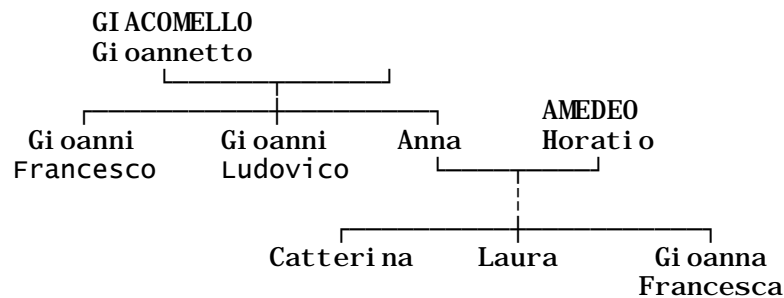 GIACOMELLO
Gioannetto
AMEDEO
Gioanni Gioanni Anna Horatio
Francesco Ludovico
Catterina Laura Gioanna
Francesca